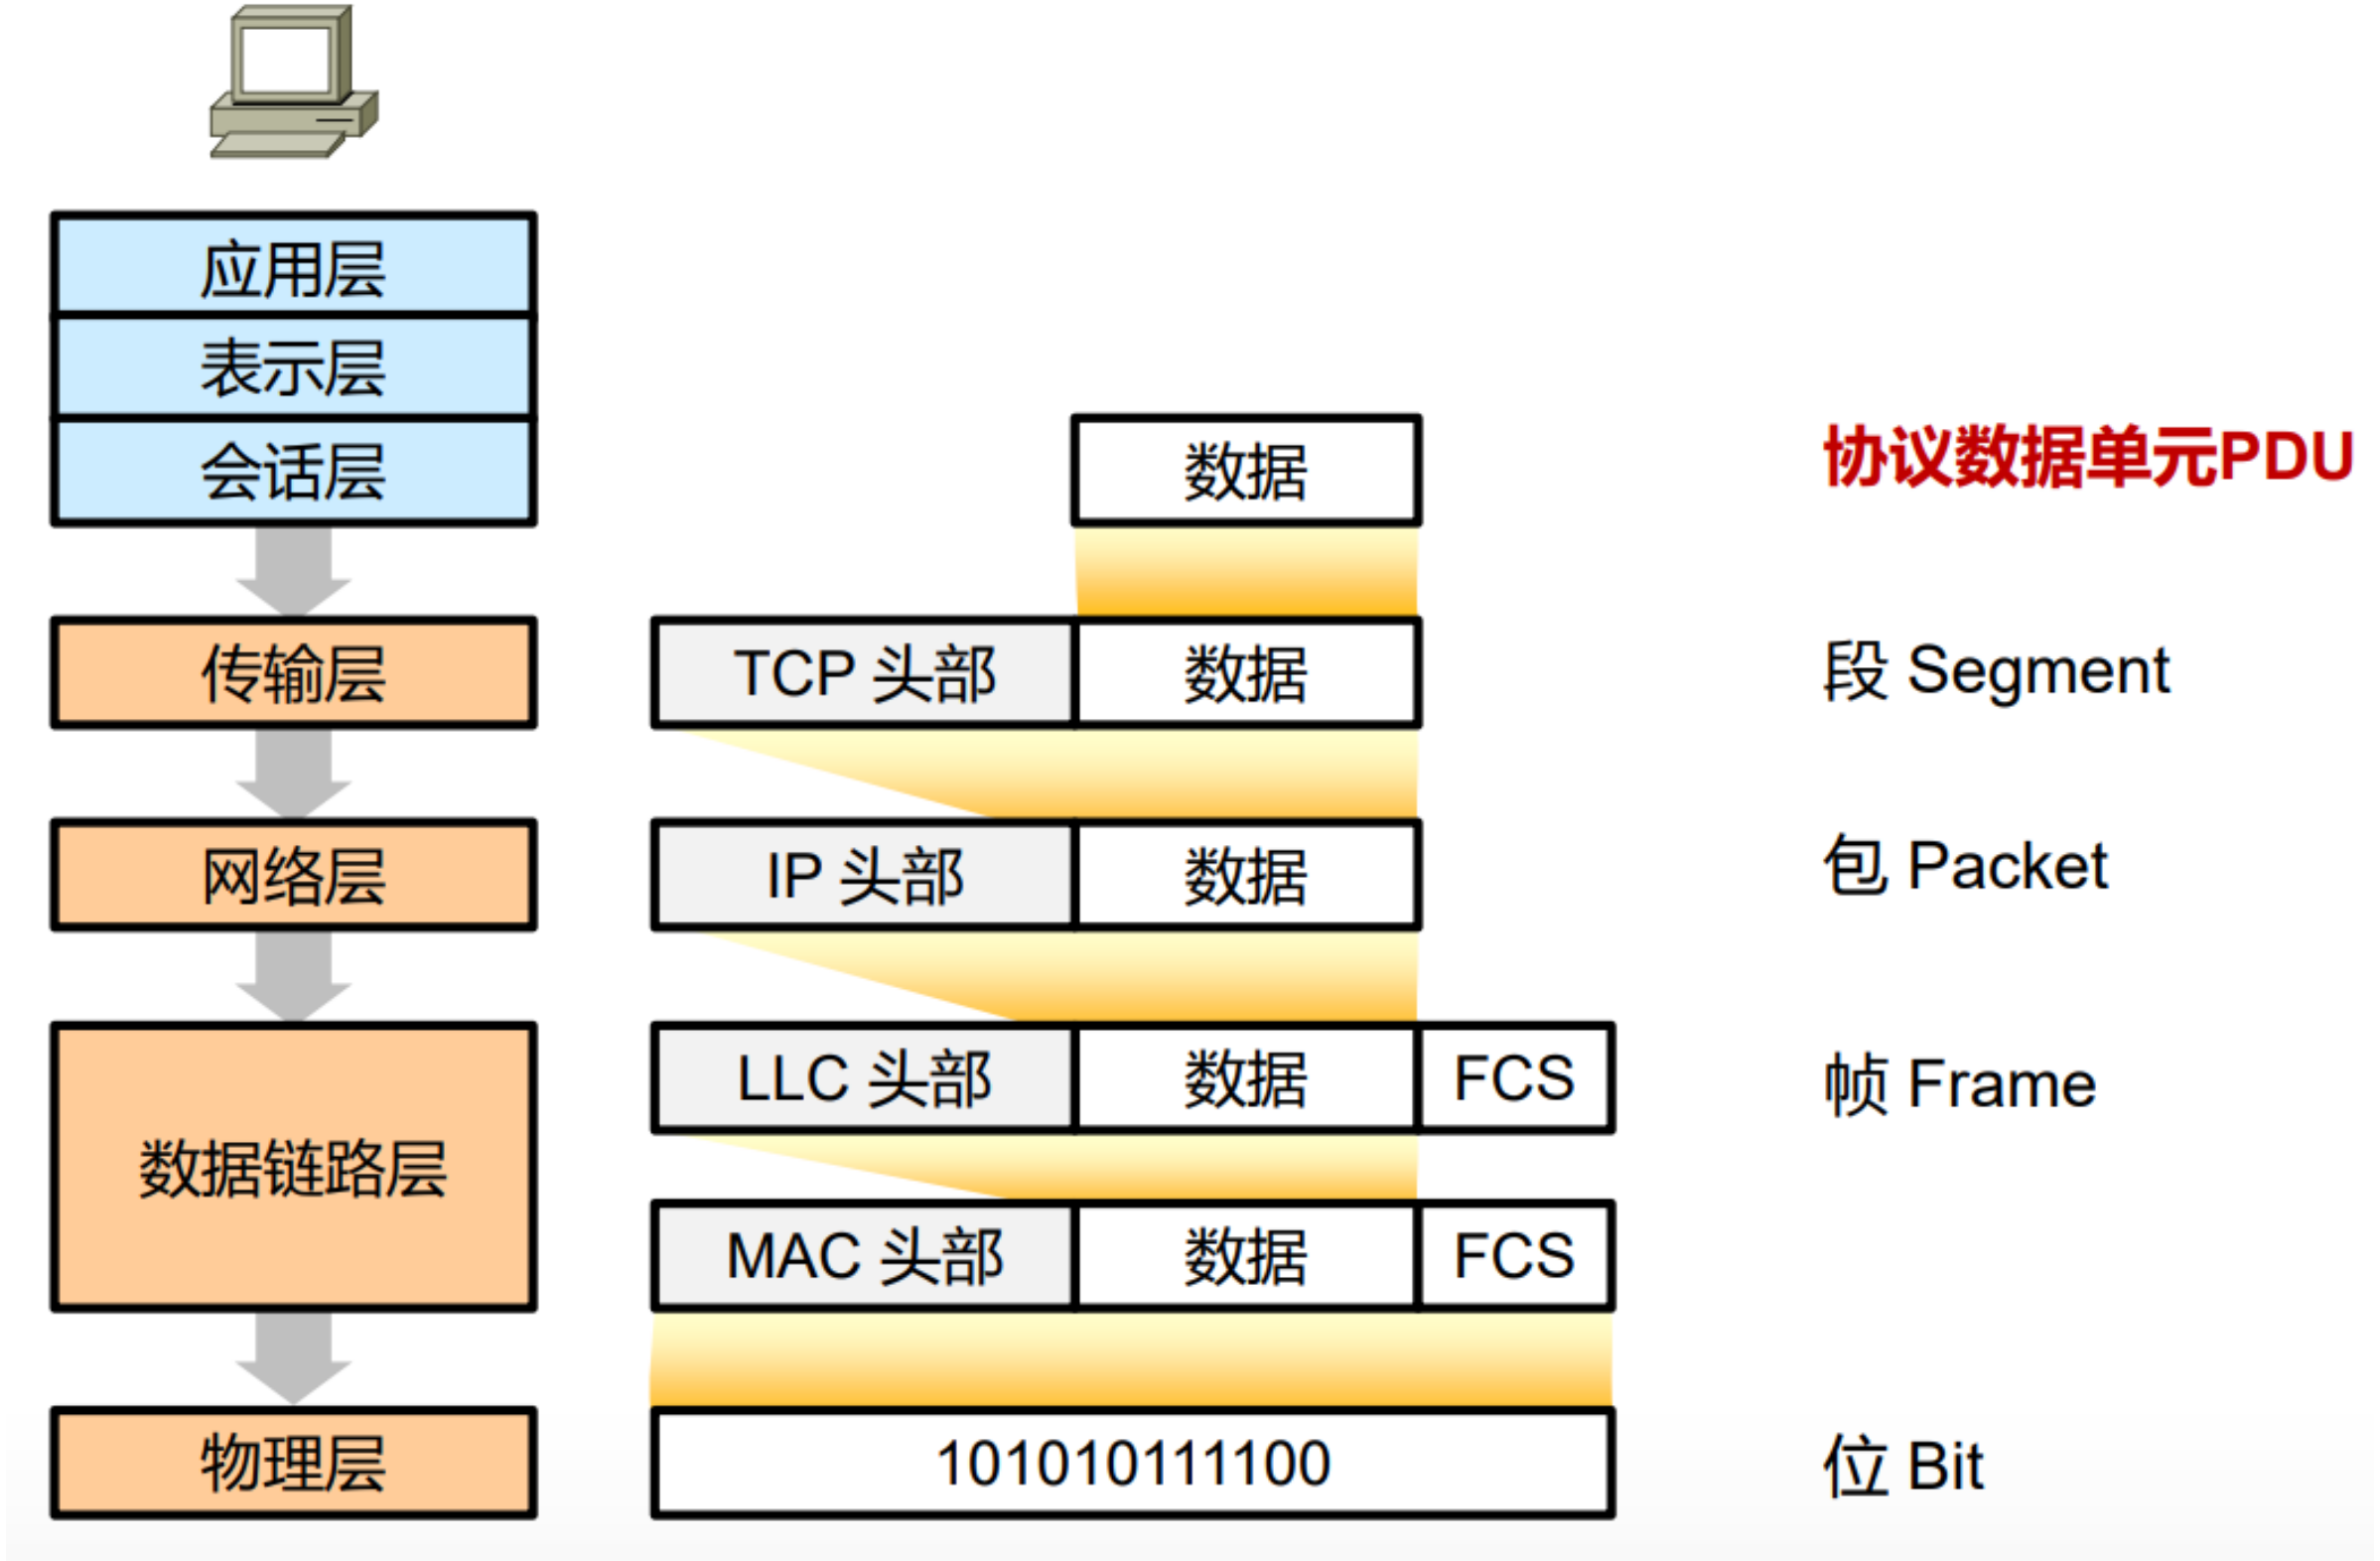 应用层
表示层
会话层
数据
协议数据单元PDU
传输层
TCP 头部
数据
段 Segment
网络层
IP 头部
数据
包 Packet
数据链路层
LLC 头部
数据
FCS
帧 Frame
MAC 头部
数据
FCS
物理层
101010111100
位 Bit